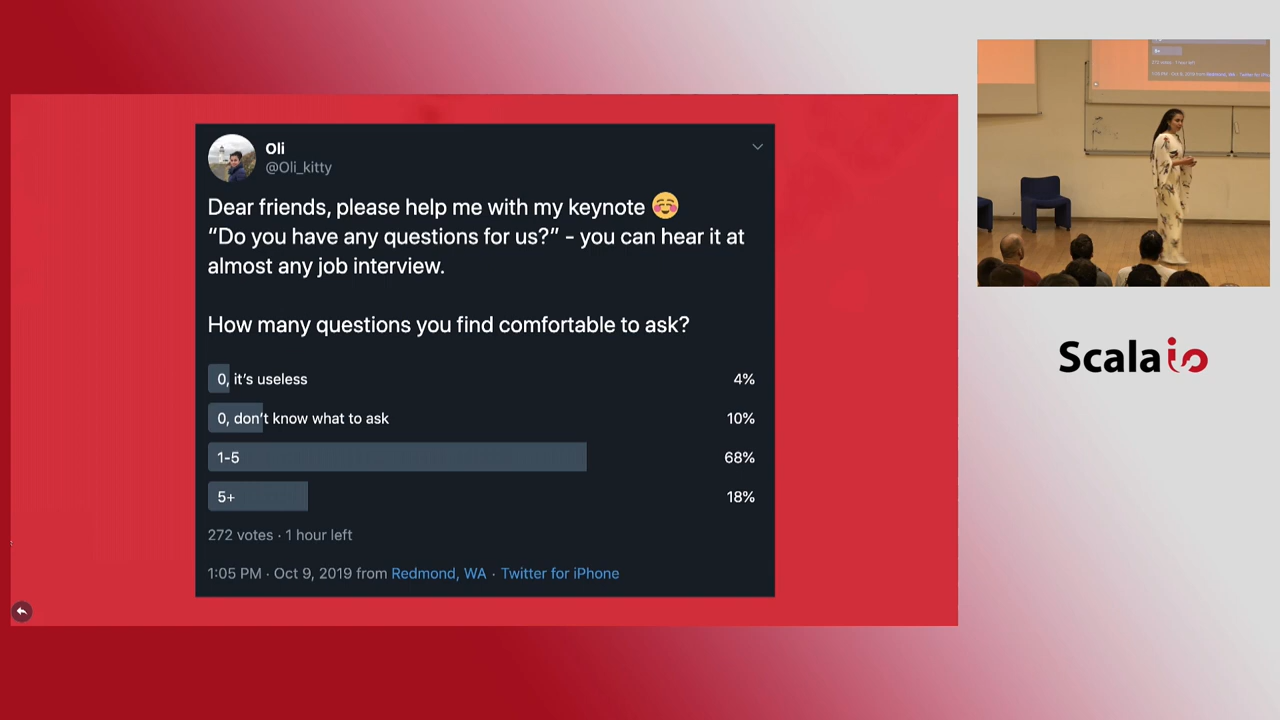 Oli
@Oli_kitty
Dear friends, please help me with my keynote
“Do you have any questions for us?” - you can hear it at
almost any job interview.
How many questions you find comfortable to ask?
0, it's useless 4%
0, don't know what to ask 10%
1-5 68%
5+ 18%
272 votes · 1 hour left
1:05 PM · Oct 9, 2019 from Redmond, WA · Twitter for iPhone
Scala io